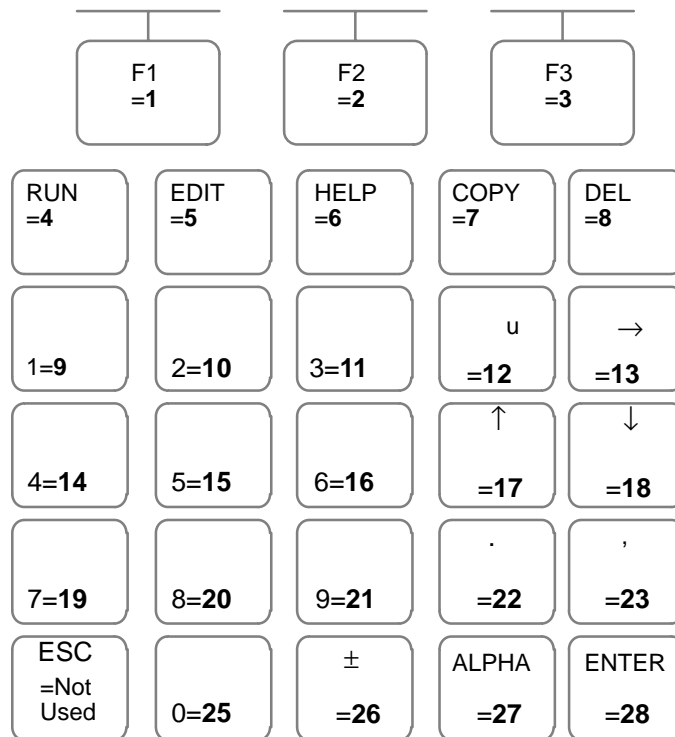 F1 F2 F3
=1 =2 =3
RUN EDIT HELP COPY DEL
=4 =5 =6 =7 =8
u →
1=9 2=10 3=11 =12 =13
↑ ↓
4=14 5=15 6=16 =17 =18
. ,
7=19 8=20 9=21 =22 =23
ESC ± ALPHA ENTER
=Not
Used 0=25 =26 =27 =28